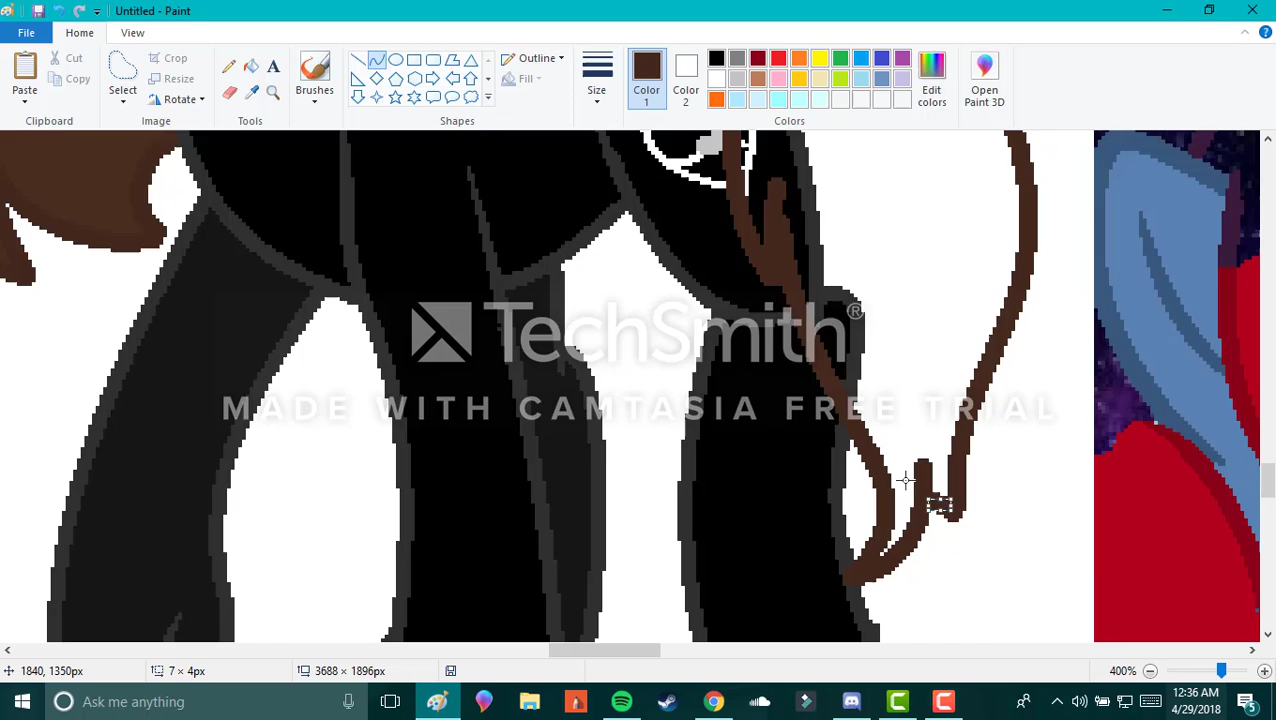 Untitled - Paint
File
Home
View
Paste
Cut
Copy
Clipboard
Select
Crop
Resize
Rotate
Image
Tools
Brushes
Outline
Fill
Shapes
Size
Color 1
Color 2
Edit colors
Colors
Open Paint 3D
TechSmith®
MADE WITH CAMTASIA FREE TRIAL
1840, 1350px
7 × 4px
3688 × 1896px
400%
Ask me anything
12:36 AM
4/29/2018
5